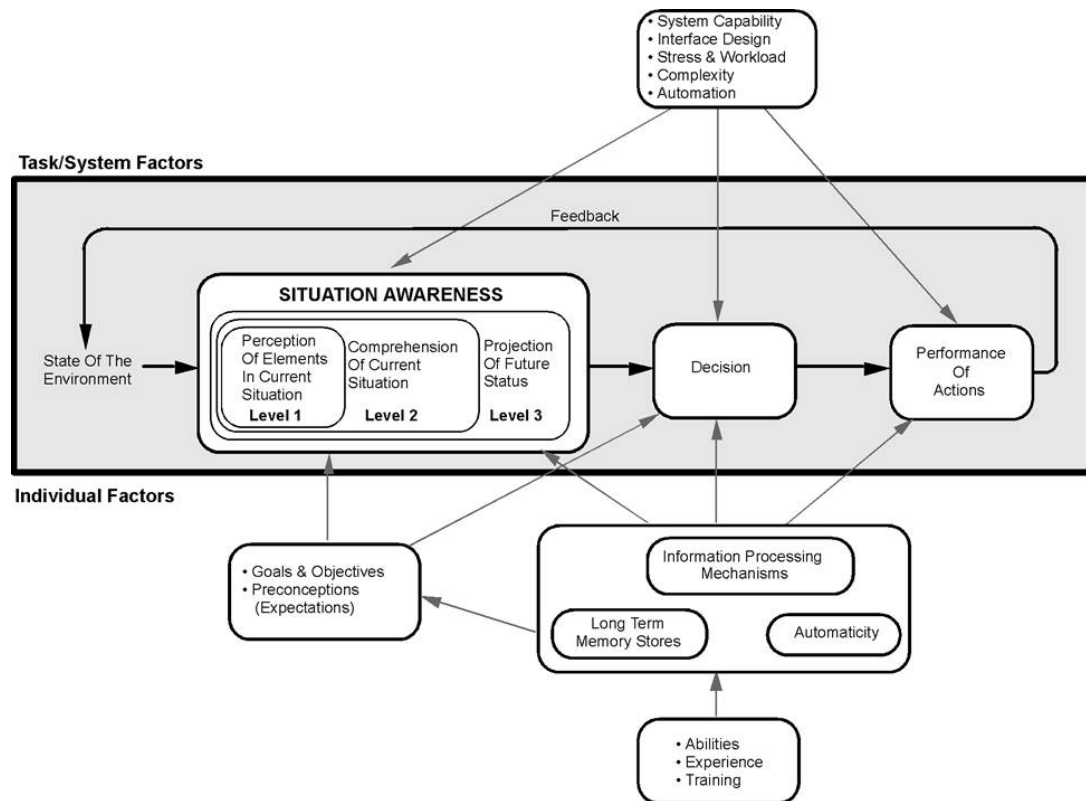 • System Capability
• Interface Design
• Stress & Workload
• Complexity
• Automation
Task/System Factors
Feedback
SITUATION AWARENESS
Perception
Of Elements
In Current
Situation
Level 1
Comprehension
Of Current
Situation
Level 2
Projection
Of Future
Status
Level 3
State Of The
Environment
Decision
Performance
Of
Actions
Individual Factors
• Goals & Objectives
• Preconceptions
(Expectations)
Information Processing
Mechanisms
Long Term
Memory Stores
Automaticity
• Abilities
• Experience
• Training